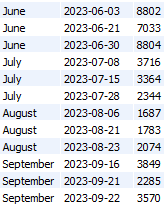 June 2023-06-03 8802
June 2023-06-21 7033
June 2023-06-30 8804
July 2023-07-08 3716
July 2023-07-15 3364
July 2023-07-28 2344
August 2023-08-06 1687
August 2023-08-21 1783
August 2023-08-23 2074
September 2023-09-16 3849
September 2023-09-21 2285
September 2023-09-22 3570